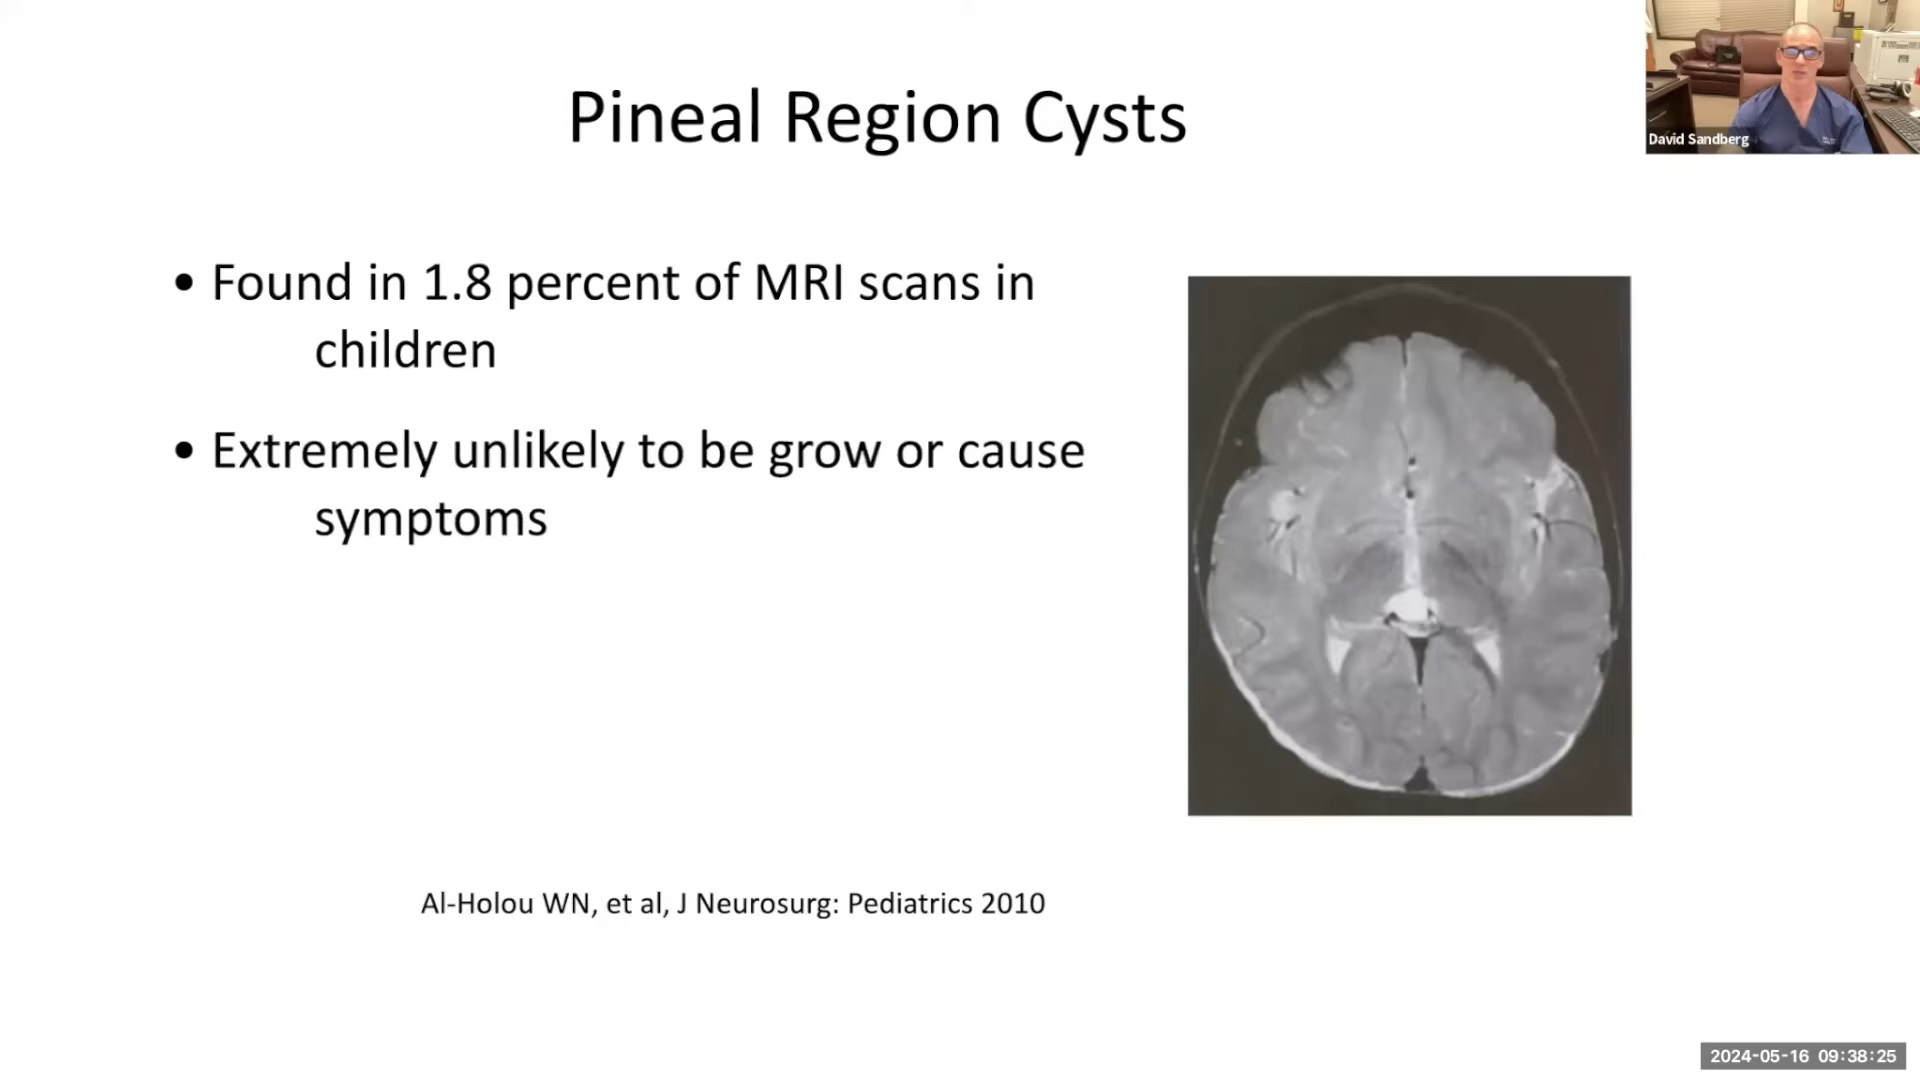 Pineal Region Cysts
David Sandberg
• Found in 1.8 percent of MRI scans in
children
• Extremely unlikely to be grow or cause
symptoms
Al-Holou WN, et al, J Neurosurg: Pediatrics 2010
2024-05-16 09:38:25